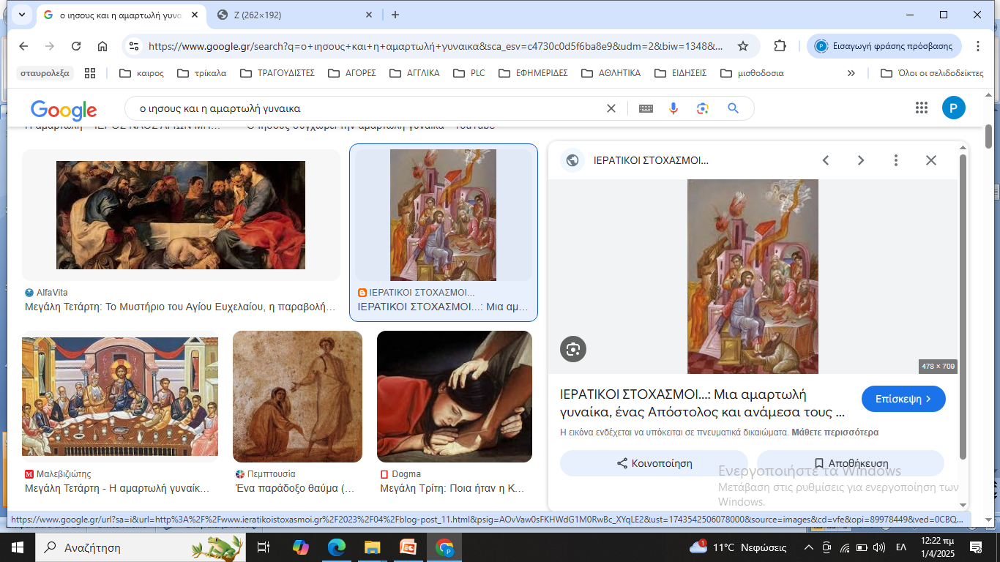 ο ιησους και η αμαρτωλή γυνα
Z (262×192)
https://www.google.gr/search?q=ο+ιησους+και+η+αμαρτωλή+γυναικα&sca_esv=c4730c0d5f6ba8e9&udm=2&biw=1348&...
Εισαγωγή φράσης πρόσβασης
σταυρολεξα
καιρος
τρίκαλα
ΤΡΑΓΟΥΔΙΣΤΕΣ
ΑΓΟΡΕΣ
ΑΓΓΛΙΚΑ
PLC
ΕΦΗΜΕΡΙΔΕΣ
ΑΘΛΗΤΙΚΑ
ΕΙΔΗΣΕΙΣ
μισθοδοσια
Όλοι οι σελιδοδείκτες
Google
ο ιησους και η αμαρτωλή γυναικα
P
ΙΕΡΑΤΙΚΟΙ ΣΤΟΧΑΣΜΟΙ...
AlfaVita
Μεγάλη Τετάρτη: Το Μυστήριο του Αγίου Ευχελαίου, η παραβολή...
ΙΕΡΑΤΙΚΟΙ ΣΤΟΧΑΣΜΟΙ...
ΙΕΡΑΤΙΚΟΙ ΣΤΟΧΑΣΜΟΙ...: Μια αμ...
478 × 709
ΙΕΡΑΤΙΚΟΙ ΣΤΟΧΑΣΜΟΙ...: Μια αμαρτωλή
γυναίκα, ένας Απόστολος και ανάμεσα τους ...
Επίσκεψη
Η εικόνα ενδέχεται να υπόκειται σε πνευματικά δικαιώματα. Μάθετε περισσότερα
Κοινοποίηση
Αποθήκευση
Μαλεβιζιώτης
Μεγάλη Τετάρτη - Η αμαρτωλή γυναίκ...
Πεμπτουσία
Ένα παράδοξο θαύμα (...
Dogma
Μεγάλη Τρίτη: Ποια ήταν η Κ...
Ενεργοποιήστε τα Windows
Μετάβαση στις ρυθμίσεις για ενεργοποίηση των
Windows.
https://www.google.gr/url?sa=i&url=http%3A%2F%2Fwww.ieratikoistoxasmoi.gr%2F2023%2F04%2Fblog-post_11.html&psig=AOvVaw0sFKHWdG1M0RwBc_XYqLE2&ust=1743542506078000&source=images&cd=vfe&opi=89978449&ved=0CBQ...
Αναζήτηση
1
11°C Νεφώσεις
ΕΛ
12:22 πμ
1/4/2025